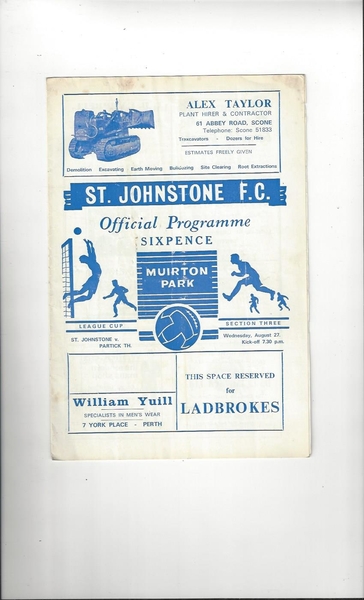 ALEX TAYLOR
PLANT HIRER & CONTRACTOR
61 ABBEY ROAD, SCONE
Telephone: Scone 51833
Traxcavators - Dozers for Hire
ESTIMATES FREELY GIVEN
Demolition Excavating Earth Moving Bulldozing Site Clearing Root Extractions
ST. JOHNSTONE F.C.
Official Programme
SIXPENCE
MUIRTON
PARK
LEAGUE CUP
SECTION THREE
ST. JOHNSTONE v.
PARTICK TH.
Wednesday, August 27,
Kick-off 7.30 p.m.
William Yuill
SPECIALISTS IN MEN'S WEAR
7 YORK PLACE - PERTH
THIS SPACE RESERVED
for
LADBROKES